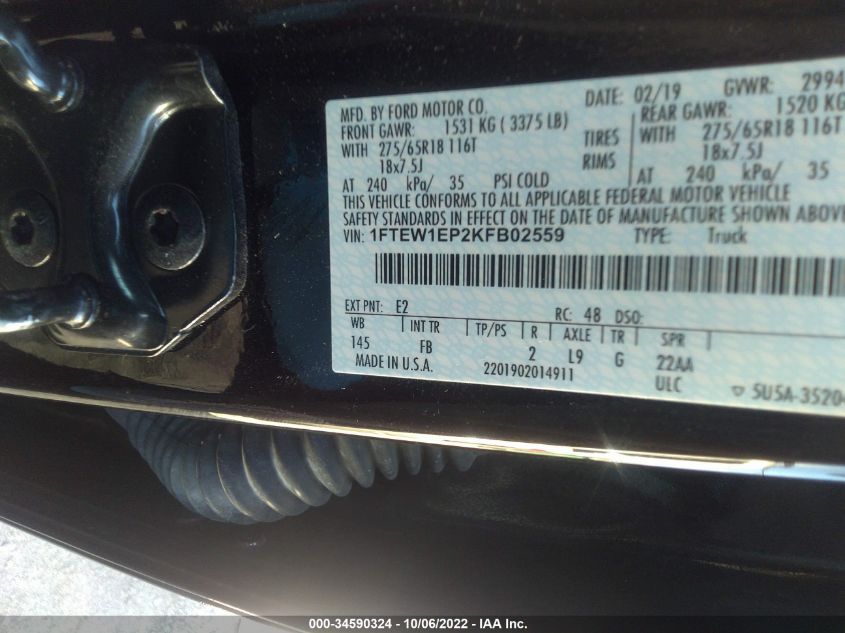 DATE: 02/19 GVWR: 2994
MFD. BY FORD MOTOR CO.
FRONT GAWR: 1531 KG ( 3375 LB) REAR GAWR: 1520 KG
WITH 275/65R18 116T TIRES WITH 275/65R18 116T
18x7.5J RIMS 18x7.5J
AT 240 kPa/ 35 PSI COLD AT 240 kPa/ 35
THIS VEHICLE CONFORMS TO ALL APPLICABLE FEDERAL MOTOR VEHICLE
SAFETY STANDARDS IN EFFECT ON THE DATE OF MANUFACTURE SHOWN ABOVE
VIN: 1FTEW1EP2KFB02559 TYPE: Truck
EXT PNT: E2 RC: 48 DSO:
WB INT TR TP/PS R AXLE TR SPR
145 FB 2 L9 G 22AA
MADE IN U.S.A. 2201902014911 ULC
5U5A-3520
000-34590324 - 10/06/2022 - IAA Inc.